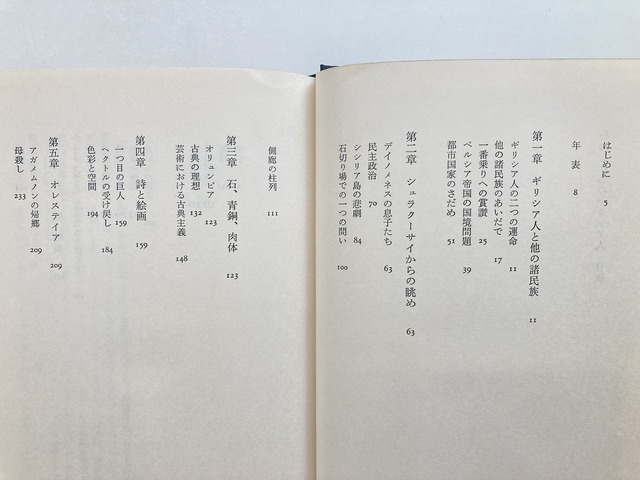 はじめに 5
年表 8
第一章 ギリシア人と他の諸民族 11
ギリシア人の二つの運命 11
他の諸民族のあいだで 17
一番乗りへの賞讃 25
ペルシア帝国の国境問題 39
都市国家のさだめ 51
第二章 シュラクーサイからの眺め 63
デイノメネスの息子たち 63
民主政治 70
シシリア島の悲劇 84
石切り場での一つの問い 100
側廊の柱列 111
第三章 石、青銅、肉体 123
オリュンピア 123
古典の理想 132
芸術における古典主義 148
第四章 詩と絵画 159
一つ目の巨人 159
ヘクトルの受け戻し 184
色彩と空間 194
第五章 オレステイア 209
アガメムノンの帰郷 209
母殺し 233